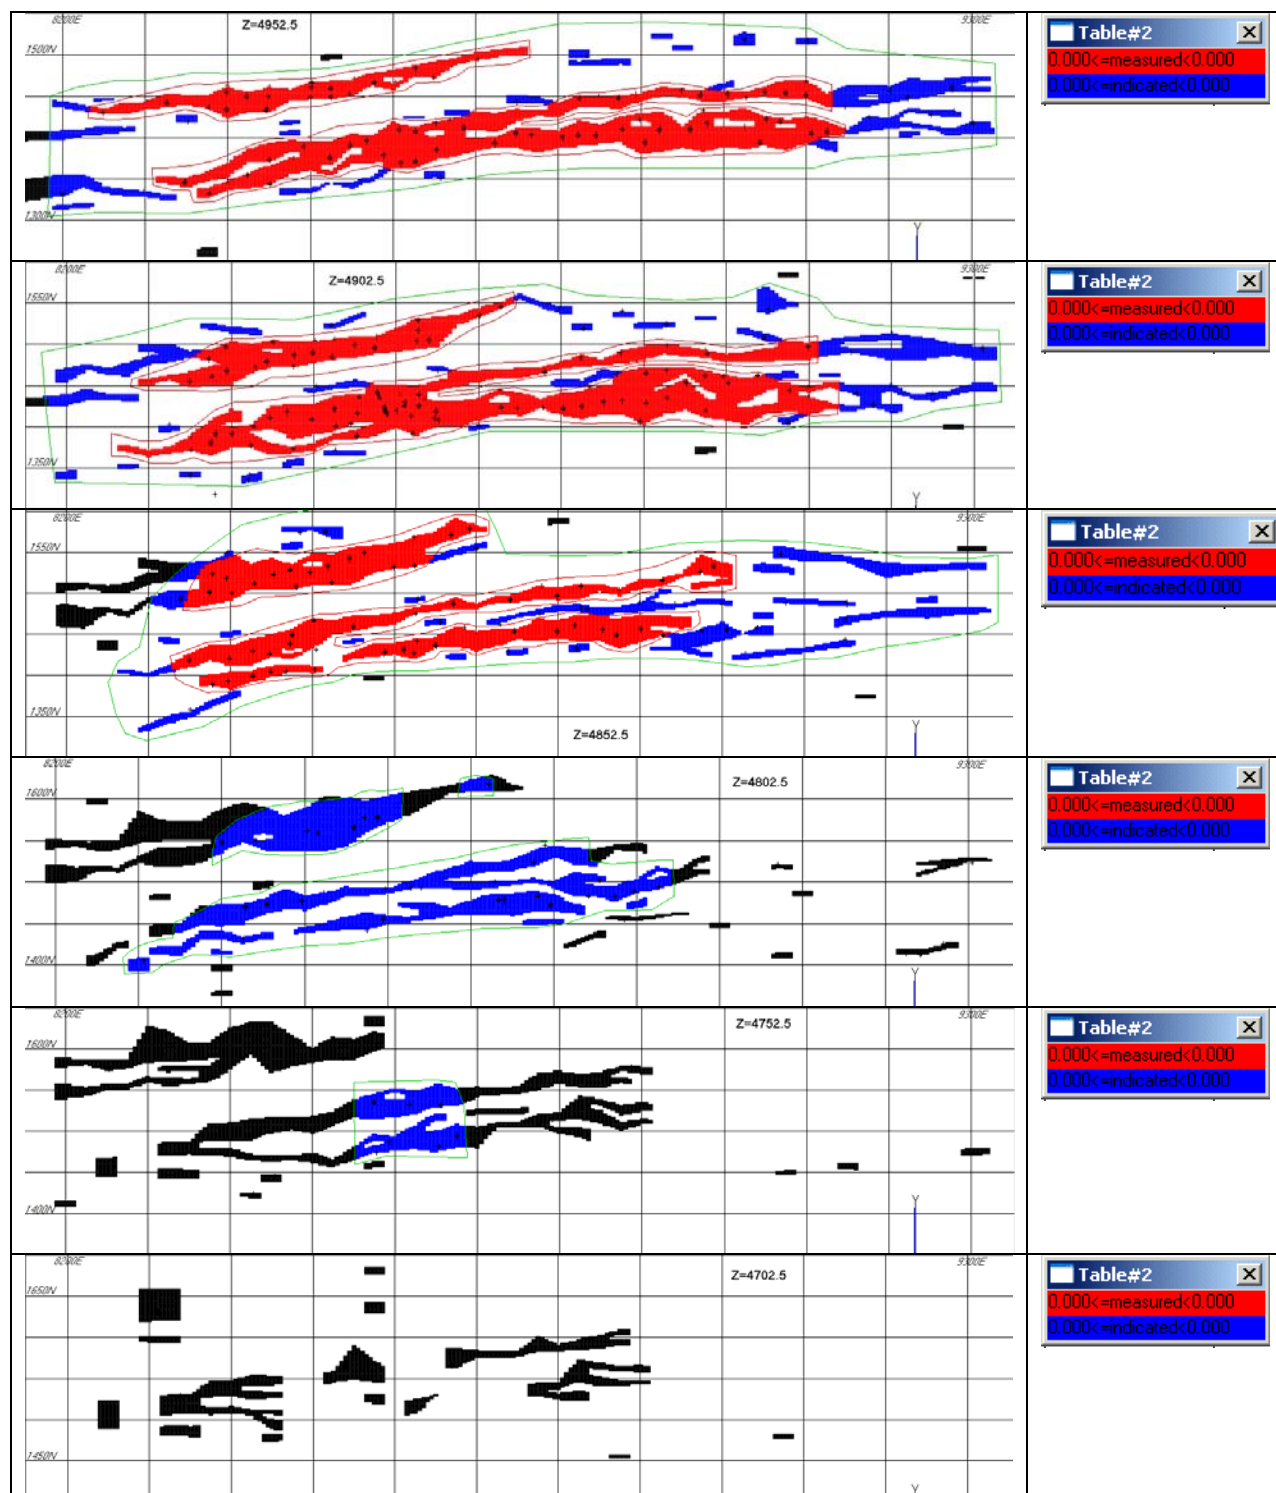 8200E
Z=4952.5
9300E
1500N
1300N
Y
Table#2
0.000<=measured<0.000
0.000<=indicated<0.000
8200E
Z=4902.5
9300E
1550N
1350N
Y
Table#2
0.000<=measured<0.000
0.000<=indicated<0.000
8200E
9300E
1550N
1350N
Z=4852.5
Y
Table#2
0.000<=measured<0.000
0.000<=indicated<0.000
8200E
Z=4802.5
9300E
1600N
1400N
Y
Table#2
0.000<=measured<0.000
0.000<=indicated<0.000
8200E
Z=4752.5
9300E
1600N
1400N
Y
Table#2
0.000<=measured<0.000
0.000<=indicated<0.000
8200E
Z=4702.5
9300E
1650N
1450N
Y
Table#2
0.000<=measured<0.000
0.000<=indicated<0.000